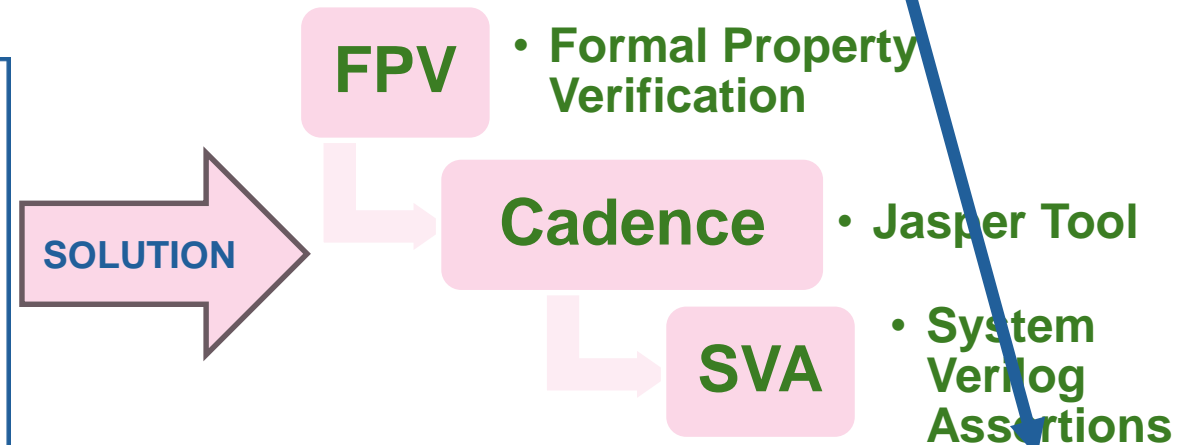 FPV
• Formal Property
Verification
SOLUTION
Cadence
• Jasper Tool
SVA
• System
Verilog
Assertions